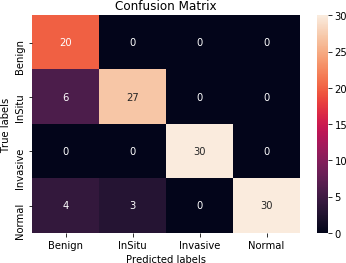 Confusion Matrix
True labels
Benign 20 0 0 0
InSitu 6 27 0 0
Invasive 0 0 30 0
Normal 4 3 0 30
Benign InSitu Invasive Normal
Predicted labels
30
25
20
15
10
5
0